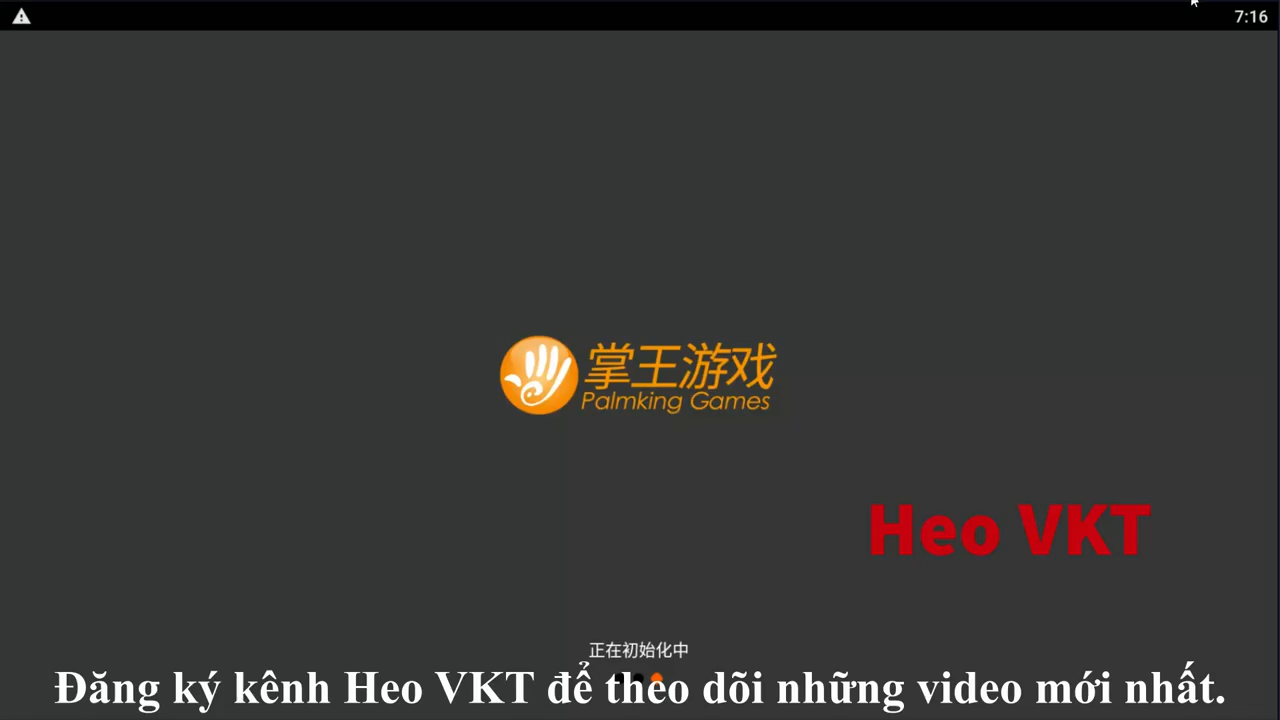 7:16
掌王游戏
Palmking Games
Heo VKT
正在初始化中
Đăng ký kênh Heo VKT để theo dõi những video mới nhất.